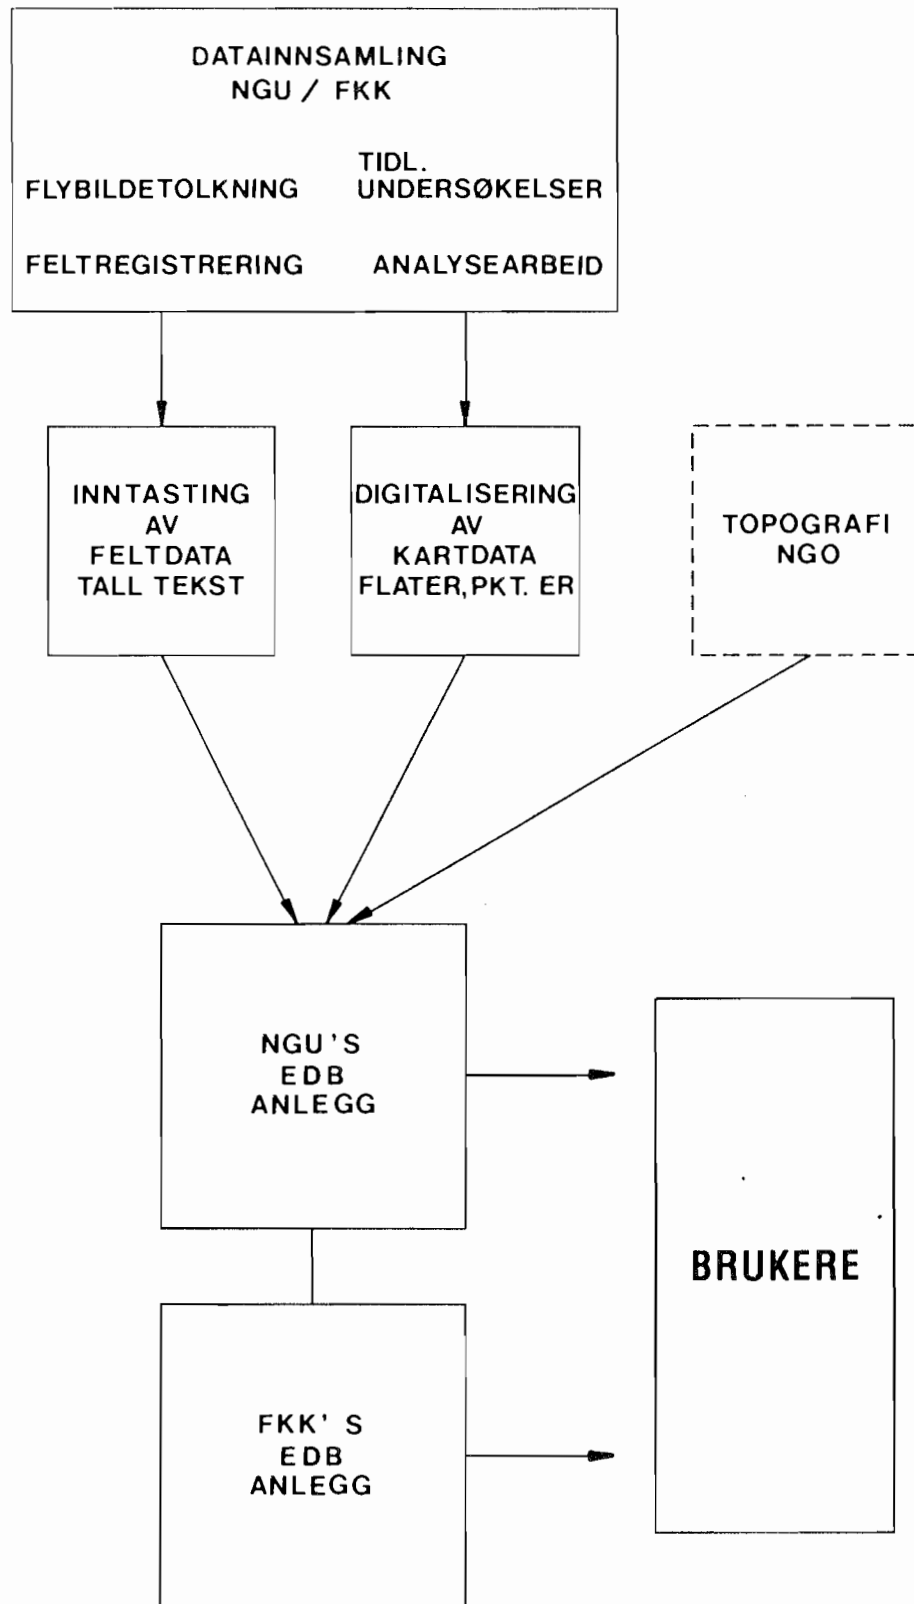 DATAINNSAMLING
NGU / FKK
FLYBILDETOLKNING
TIDL.
UNDERSØKELSER
FELTREGISTRERING
ANALYSEARBEID
INNTASTING
AV
FELTDATA
TALL TEKST
DIGITALISERING
AV
KARTDATA
FLATER, PKT. ER
TOPOGRAFI
NGO
NGU'S
EDB
ANLEGG
BRUKERE
FKK' S
EDB
ANLEGG